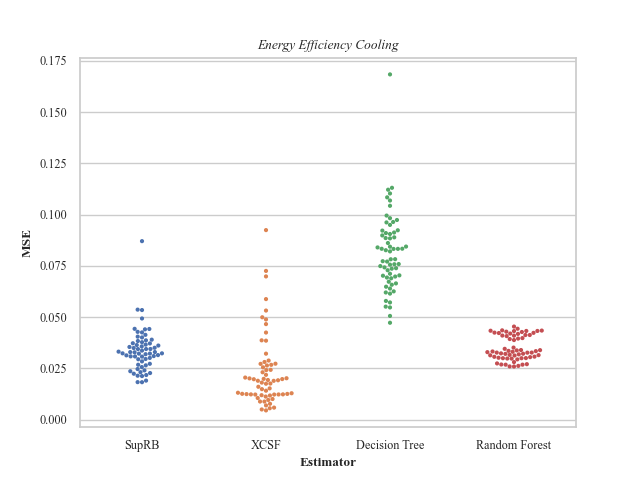 Energy Efficiency Cooling
0.175
0.150
0.125
0.100
0.075
0.050
0.025
0.000
MSE
SupRB
XCSF
Decision Tree
Random Forest
Estimator